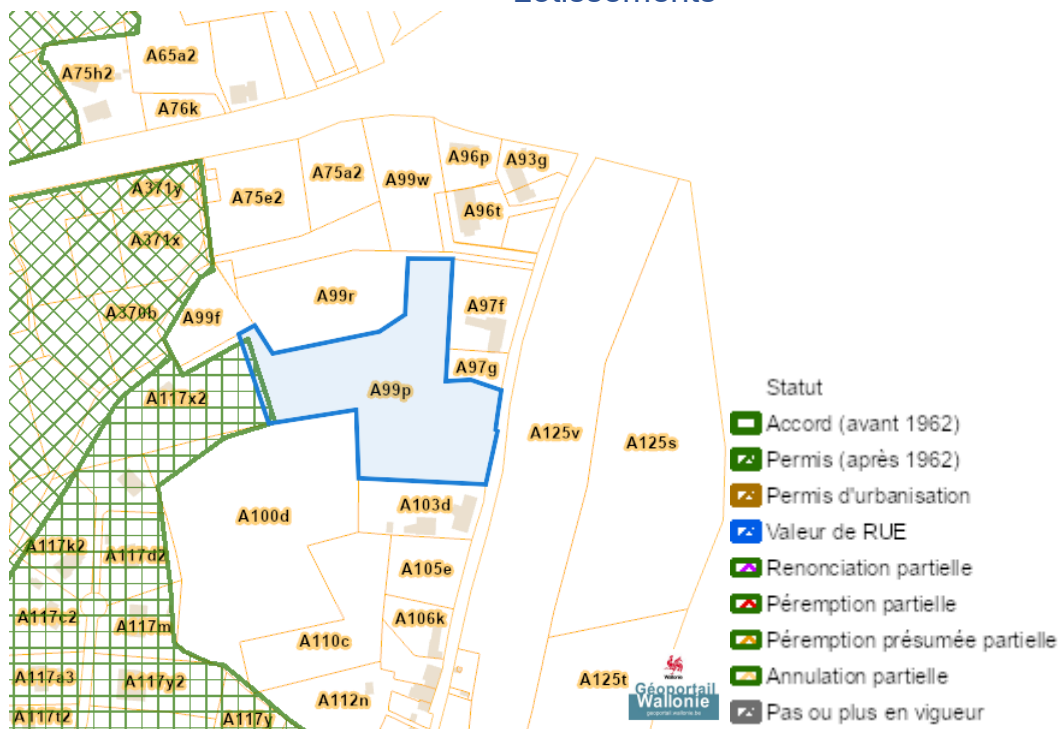 A65a2
A75h2
A76k
A96p
A93g
A75a2
A99w
A371y
A75e2
A96t
A371x
A99r
A97f
A370b
A99f
A97g
A99p
A117x2
A125v
A125s
A103d
A100d
A117k2
A117d2
A105e
A117c2
A117m
A106k
A110c
A117a3
A117y2
A125t
A112n
A117t2
A117y
Statut
Accord (avant 1962)
Permis (après 1962)
Permis d'urbanisation
Valeur de RUE
Renonciation partielle
Péremption partielle
Péremption présumée partielle
Annulation partielle
Pas ou plus en vigueur
Wallonie
Géoportail
Wallonie
geoportail.wallonie.be